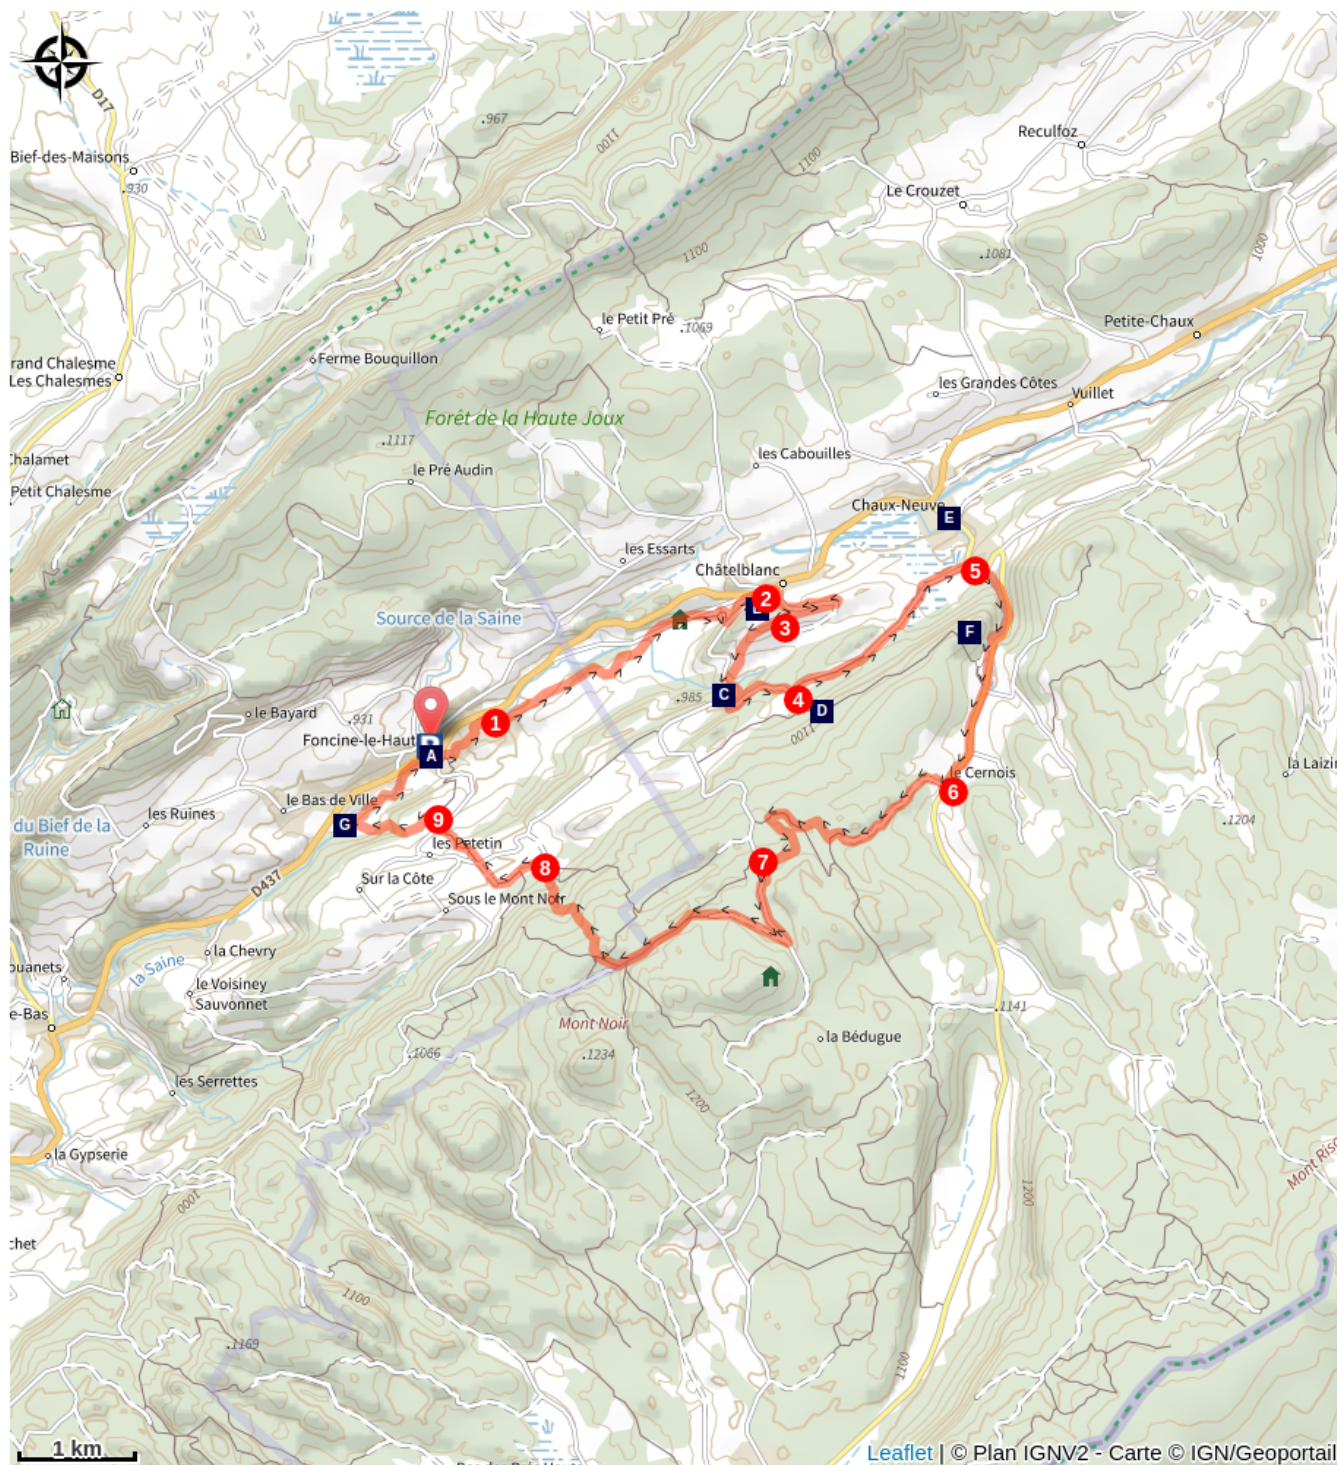 D17
.967
1100
Reculfoz
1100
Bief-des-Maisons
.930
Le Crouzet
1100
.1081
1000
le Petit Pré
.1069
Petite-Chaux
rand Chalesme
Les Chalesmes
Ferme Bouquillon
les Grandes Côtes
Vuillet
Forêt de la Haute Joux
.1117
Chalamet
le Pré Audin
les Cabouilles
Petit Chalesme
Chaux-Neuve
E
les Essarts
Châtelblanc
5
2
Source de la Saine
3
F
C
.985
4
D
le Bayard
.931
1
1100
Foncine-le-Haut
A
la Laizi
le Cernois
6
le Bas de Ville
les Ruines
G
9
.1204
du Bief de la
Ruine
les Petetin
7
8
Sur la Côte
D437
Sous le Mont Noir
la Chevry
ouanets
la Saine
le Voisiney
Sauvonnet
e-Bas
.1141
Mont Noir
la Bédugue
.1066
.1234
les Serrettes
1200
la Gypserie
Mont Riso
1000
1200
chet
1100
.1169
1100
1 km
Leaflet | © Plan IGNV2 - Carte © IGN/Geoportail